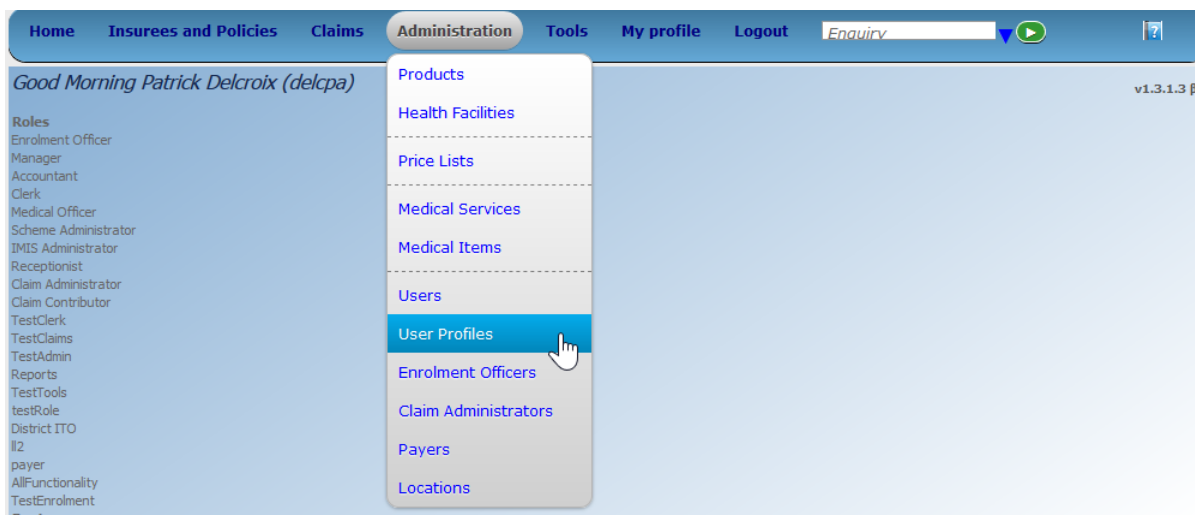 Home Insurees and Policies Claims Administration Tools My profile Logout Enquiry ?
Good Morning Patrick Delcroix (delcpa)
v1.3.1.3 β
Roles
Enrolment Officer
Manager
Accountant
Clerk
Medical Officer
Scheme Administrator
IMIS Administrator
Receptionist
Claim Administrator
Claim Contributor
TestClerk
TestClaims
TestAdmin
Reports
TestTools
testRole
District ITO
ll2
payer
AllFunctionality
TestEnrolment
Products
Health Facilities
Price Lists
Medical Services
Medical Items
Users
User Profiles
Enrolment Officers
Claim Administrators
Payers
Locations